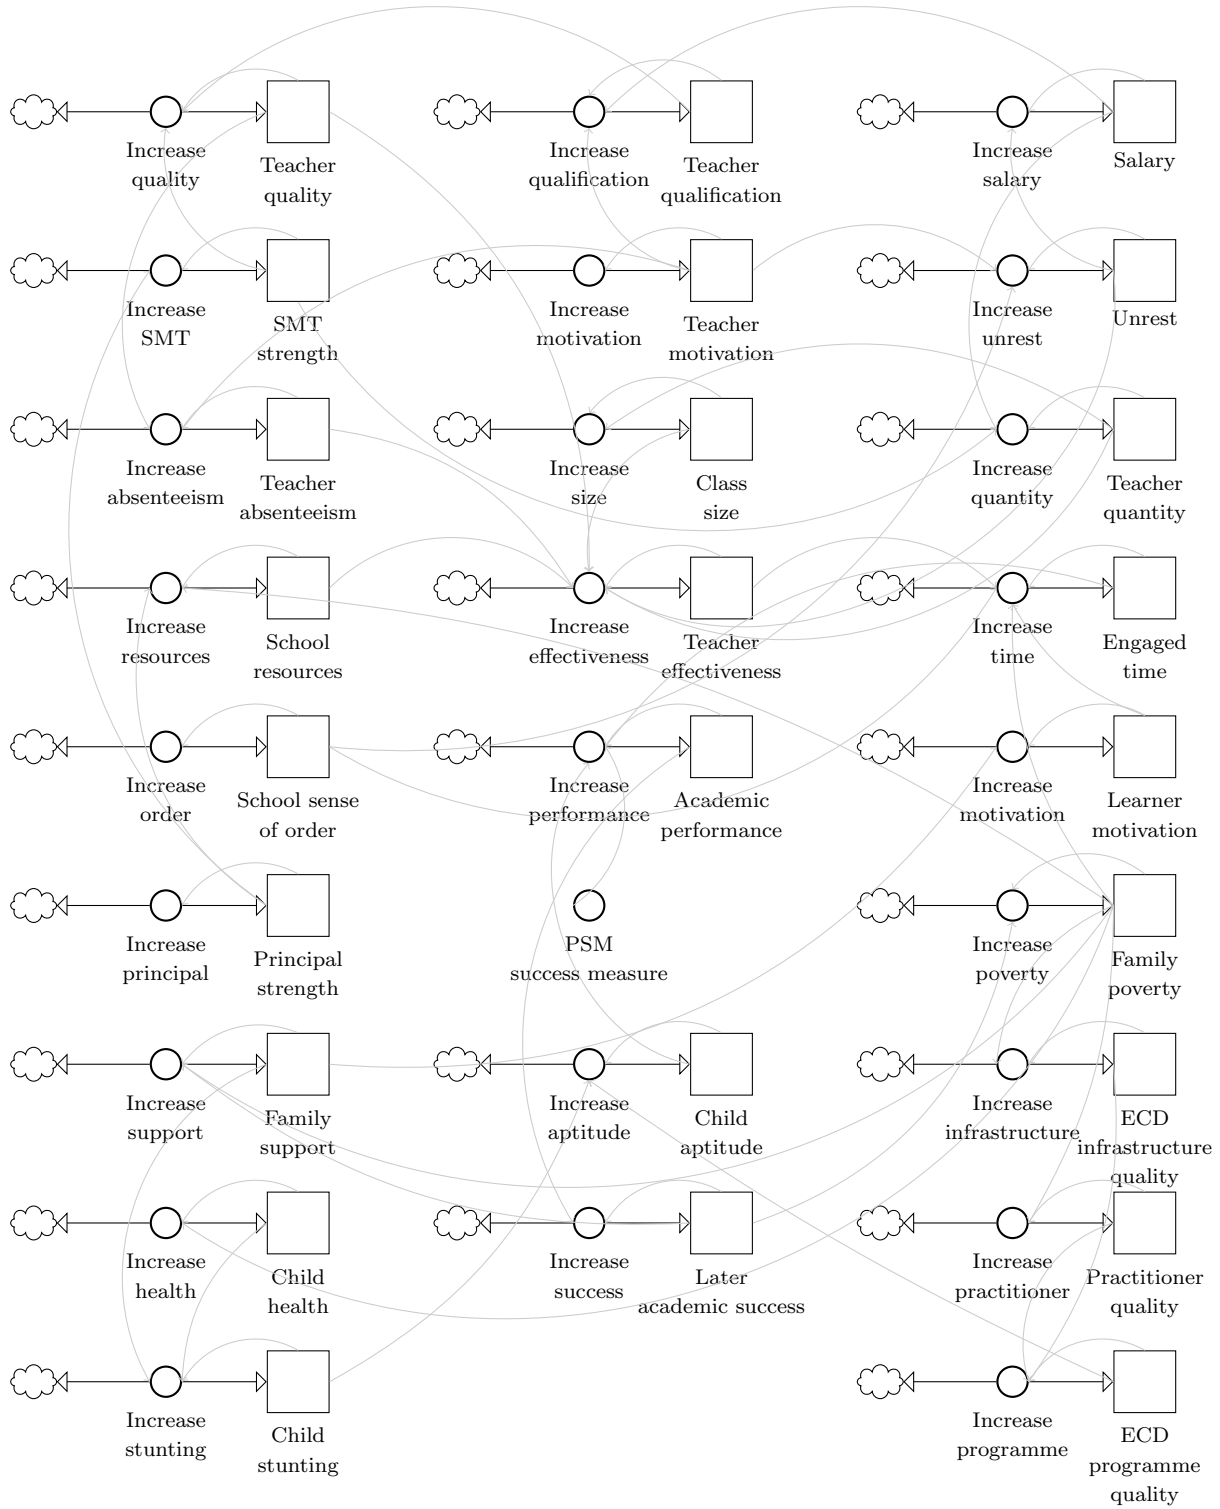 Increase
quality
Teacher
quality
Increase
qualification
Teacher
qualification
Increase
salary
Salary
Increase
SMT
SMT
strength
Increase
motivation
Teacher
motivation
Increase
unrest
Unrest
Increase
absenteeism
Teacher
absenteeism
Increase
size
Class
size
Increase
quantity
Teacher
quantity
Increase
resources
School
resources
Increase
effectiveness
Teacher
effectiveness
Increase
time
Engaged
time
Increase
order
School sense
of order
Increase
performance
Academic
performance
Increase
motivation
Learner
motivation
Increase
principal
Principal
strength
PSM
success measure
Increase
poverty
Family
poverty
Increase
support
Family
support
Increase
aptitude
Child
aptitude
Increase
infrastructure
ECD
infrastructure
quality
Increase
health
Child
health
Increase
success
Later
academic success
Increase
practitioner
Practitioner
quality
Increase
stunting
Child
stunting
Increase
programme
ECD
programme
quality